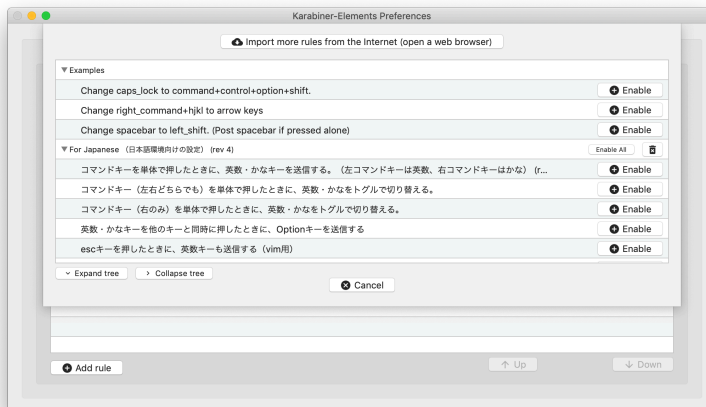 Karabiner-Elements Preferences
Import more rules from the Internet (open a web browser)
Examples
Change caps_lock to command+control+option+shift.
Enable
Change right_command+hjkl to arrow keys
Enable
Change spacebar to left_shift. (Post spacebar if pressed alone)
Enable
For Japanese （日本語環境向けの設定） (rev 4)
Enable All
コマンドキーを単体で押したときに、英数・かなキーを送信する。（左コマンドキーは英数、右コマンドキーはかな） (r...
Enable
コマンドキー（左右どちらでも）を単体で押したときに、英数・かなをトグルで切り替える。
Enable
コマンドキー（右のみ）を単体で押したときに、英数・かなをトグルで切り替える。
Enable
英数・かなキーを他のキーと同時に押したときに、Optionキーを送信する
Enable
escキーを押したときに、英数キーも送信する（vim用）
Enable
Expand tree
Collapse tree
Cancel
Add rule
Up
Down